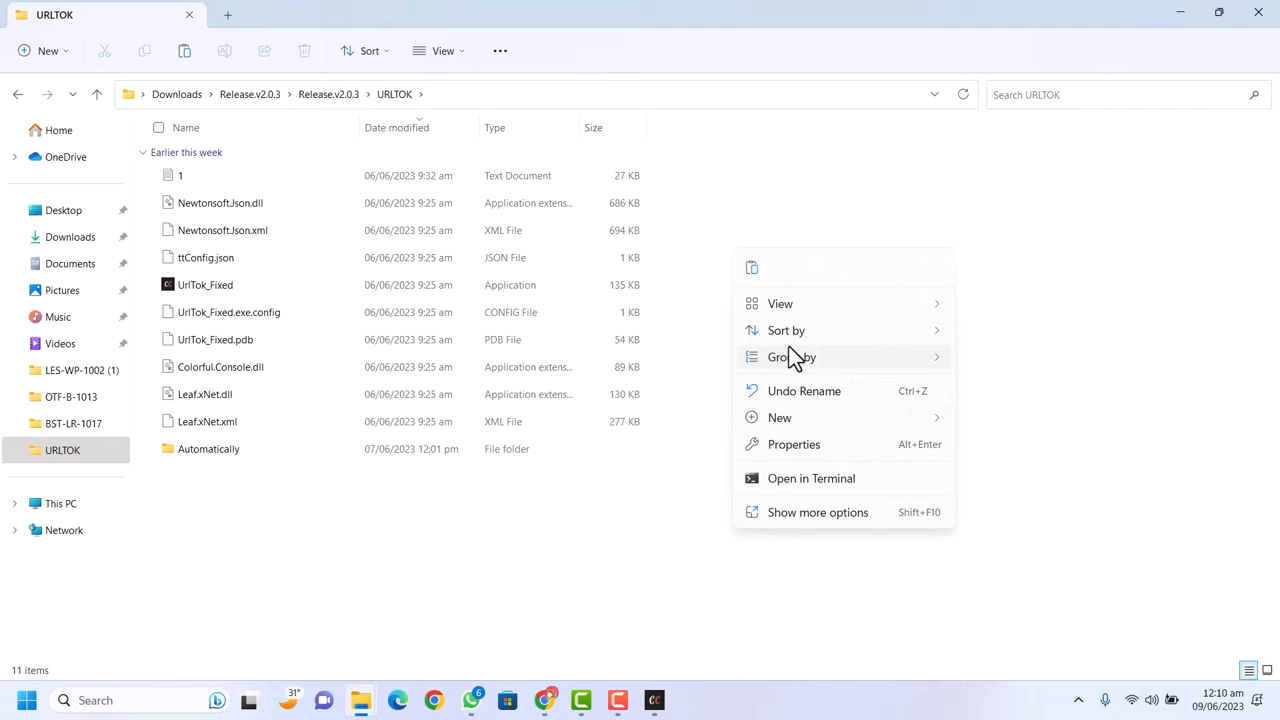 URLTOK
New
Sort
View
Downloads
Release.v2.0.3
Release.v2.0.3
URLTOK
Search URLTOK
Home
OneDrive
Desktop
Downloads
Documents
Pictures
Music
Videos
LES-WP-1002 (1)
OTF-B-1013
BST-LR-1017
URLTOK
This PC
Network
Name Date modified Type Size
Earlier this week
1 06/06/2023 9:32 am Text Document 27 KB
Newtonsoft.Json.dll 06/06/2023 9:25 am Application extens... 686 KB
Newtonsoft.Json.xml 06/06/2023 9:25 am XML File 694 KB
ttConfig.json 06/06/2023 9:25 am JSON File 1 KB
UrlTok_Fixed 06/06/2023 9:25 am Application 135 KB
UrlTok_Fixed.exe.config 06/06/2023 9:25 am CONFIG File 1 KB
UrlTok_Fixed.pdb 06/06/2023 9:25 am PDB File 54 KB
Colorful.Console.dll 06/06/2023 9:25 am Application extens... 89 KB
Leaf.xNet.dll 06/06/2023 9:25 am Application extens... 130 KB
Leaf.xNet.xml 06/06/2023 9:25 am XML File 277 KB
Automatically 07/06/2023 12:01 pm File folder
View
Sort by
Group by
Undo Rename Ctrl+Z
New
Properties Alt+Enter
Open in Terminal
Show more options Shift+F10
11 items
Search
31°
6
12:10 am
09/06/2023